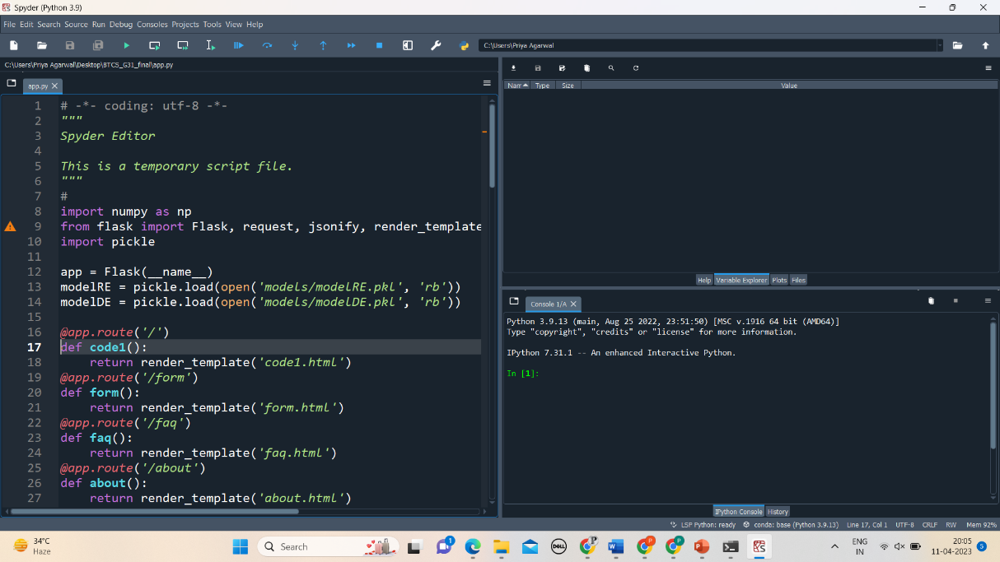 Spyder (Python 3.9)
File Edit Search Source Run Debug Consoles Projects Tools View Help
C:\Users\Priya Agarwal
C:\Users\Priya Agarwal\Desktop\BTCS_G31_final\app.py
app.py
1 # -*- coding: utf-8 -*-
2 """
3 Spyder Editor
4
5 This is a temporary script file.
6 """
7 #
8 import numpy as np
9 from flask import Flask, request, jsonify, render_template
10 import pickle
11
12 app = Flask(__name__)
13 modelRE = pickle.load(open('models/modelRE.pkl', 'rb'))
14 modelDE = pickle.load(open('models/modelDE.pkl', 'rb'))
15
16 @app.route('/')
17 def code1():
18 return render_template('code1.html')
19 @app.route('/form')
20 def form():
21 return render_template('form.html')
22 @app.route('/faq')
23 def faq():
24 return render_template('faq.html')
25 @app.route('/about')
26 def about():
27 return render_template('about.html')
Type Size Value
Help Variable Explorer Plots Files
Console 1/A
Python 3.9.13 (main, Aug 25 2022, 23:51:50) [MSC v.1916 64 bit (AMD64)]
Type "copyright", "credits" or "license" for more information.
IPython 7.31.1 -- An enhanced Interactive Python.
In [1]:
IPython Console History
LSP Python: ready conda: base (Python 3.9.13) Line 17, Col 1 UTF-8 CRLF RW Mem 92%
34°C
Haze
Search
1
DELL
P
P
P
ENG
IN
20:05
11-04-2023
5